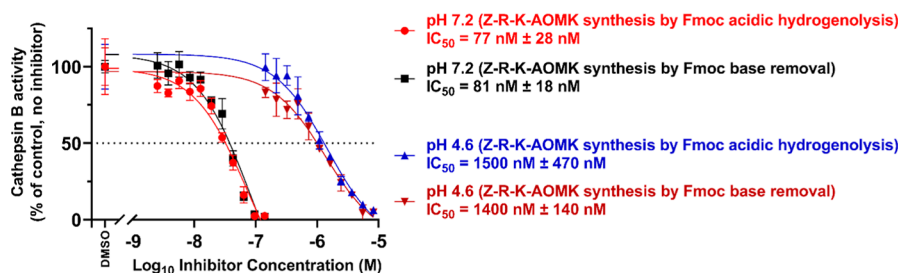 Cathepsin B activity
(% of control, no inhibitor)
100
50
0
DMSO
-9
-8
-7
-6
-5
Log10 Inhibitor Concentration (M)
pH 7.2 (Z-R-K-AOMK synthesis by Fmoc acidic hydrogenolysis)
IC50 = 77 nM ± 28 nM
pH 7.2 (Z-R-K-AOMK synthesis by Fmoc base removal)
IC50 = 81 nM ± 18 nM
pH 4.6 (Z-R-K-AOMK synthesis by Fmoc acidic hydrogenolysis)
IC50 = 1500 nM ± 470 nM
pH 4.6 (Z-R-K-AOMK synthesis by Fmoc base removal)
IC50 = 1400 nM ± 140 nM